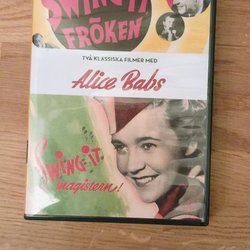 SWING IT
FRÖKEN
TVÅ KLASSISKA FILMER MED
Alice Babs
Swing it
magistern!